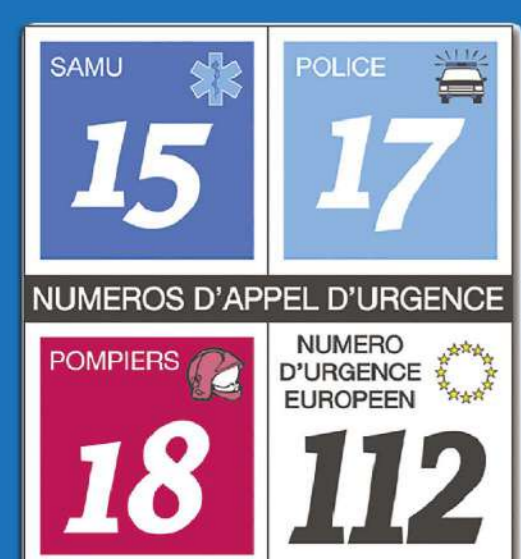 SAMU
15
POLICE
17
NUMEROS D'APPEL D'URGENCE
POMPIERS
18
NUMERO
D'URGENCE
EUROPEEN
112